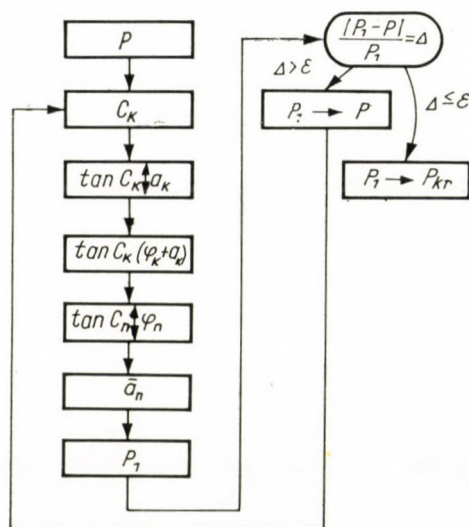 P
C_K
tan C_K ↕ a_K
tan C_K (φ_K + a_K)
tan C_n ↕ φ_n
ā_n
P_1
|P_1 - P| / P_1 = Δ
Δ > ε
Δ ≤ ε
P_1 → P
P_1 → P_kr